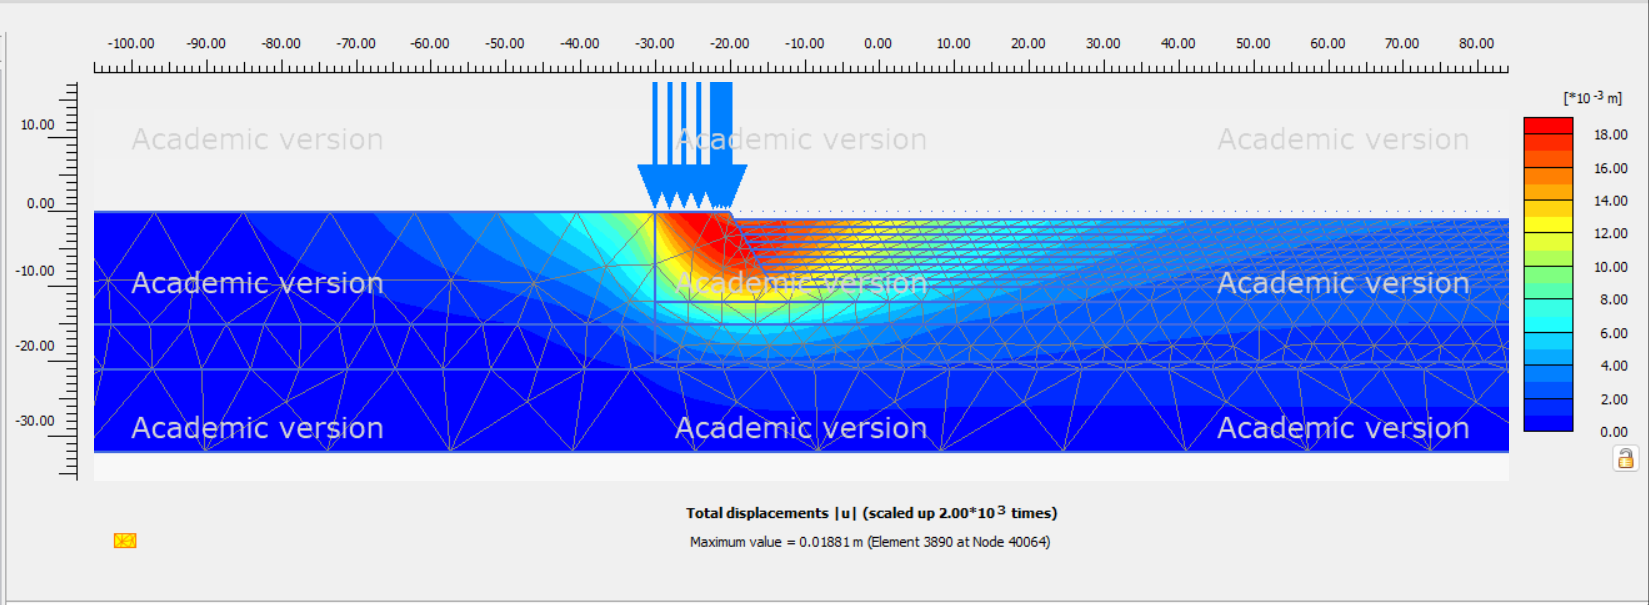 -100.00 -90.00 -80.00 -70.00 -60.00 -50.00 -40.00 -30.00 -20.00 -10.00 0.00 10.00 20.00 30.00 40.00 50.00 60.00 70.00 80.00
[*10 -3 m]
10.00
0.00
-10.00
-20.00
-30.00
Academic version Academic version Academic version
Academic version Academic version Academic version
Academic version Academic version Academic version
18.00
16.00
14.00
12.00
10.00
8.00
6.00
4.00
2.00
0.00
Total displacements |u| (scaled up 2.00*10 3 times)
Maximum value = 0.01881 m (Element 3890 at Node 40064)